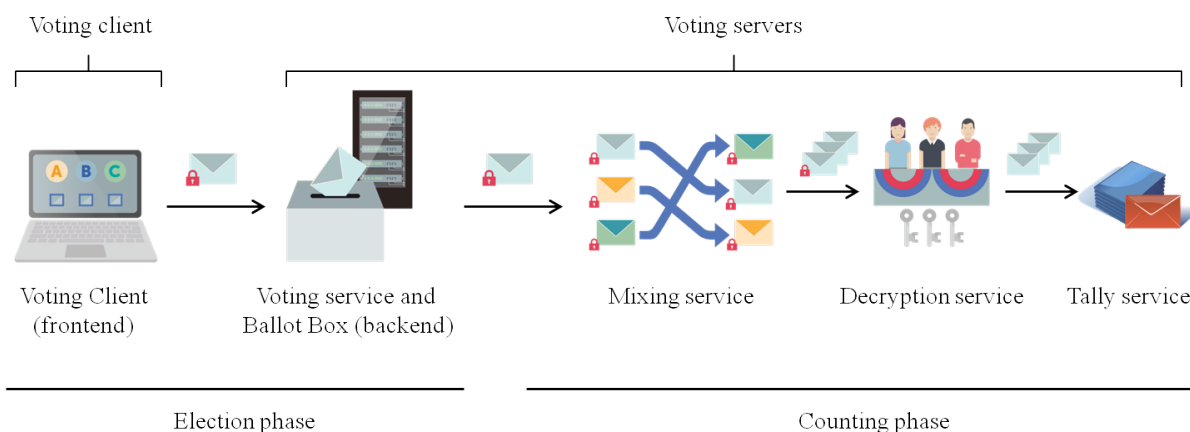 Voting client
Voting servers
A B C
Voting Client
(frontend)
Voting service and
Ballot Box (backend)
Mixing service
Decryption service
Tally service
Election phase
Counting phase